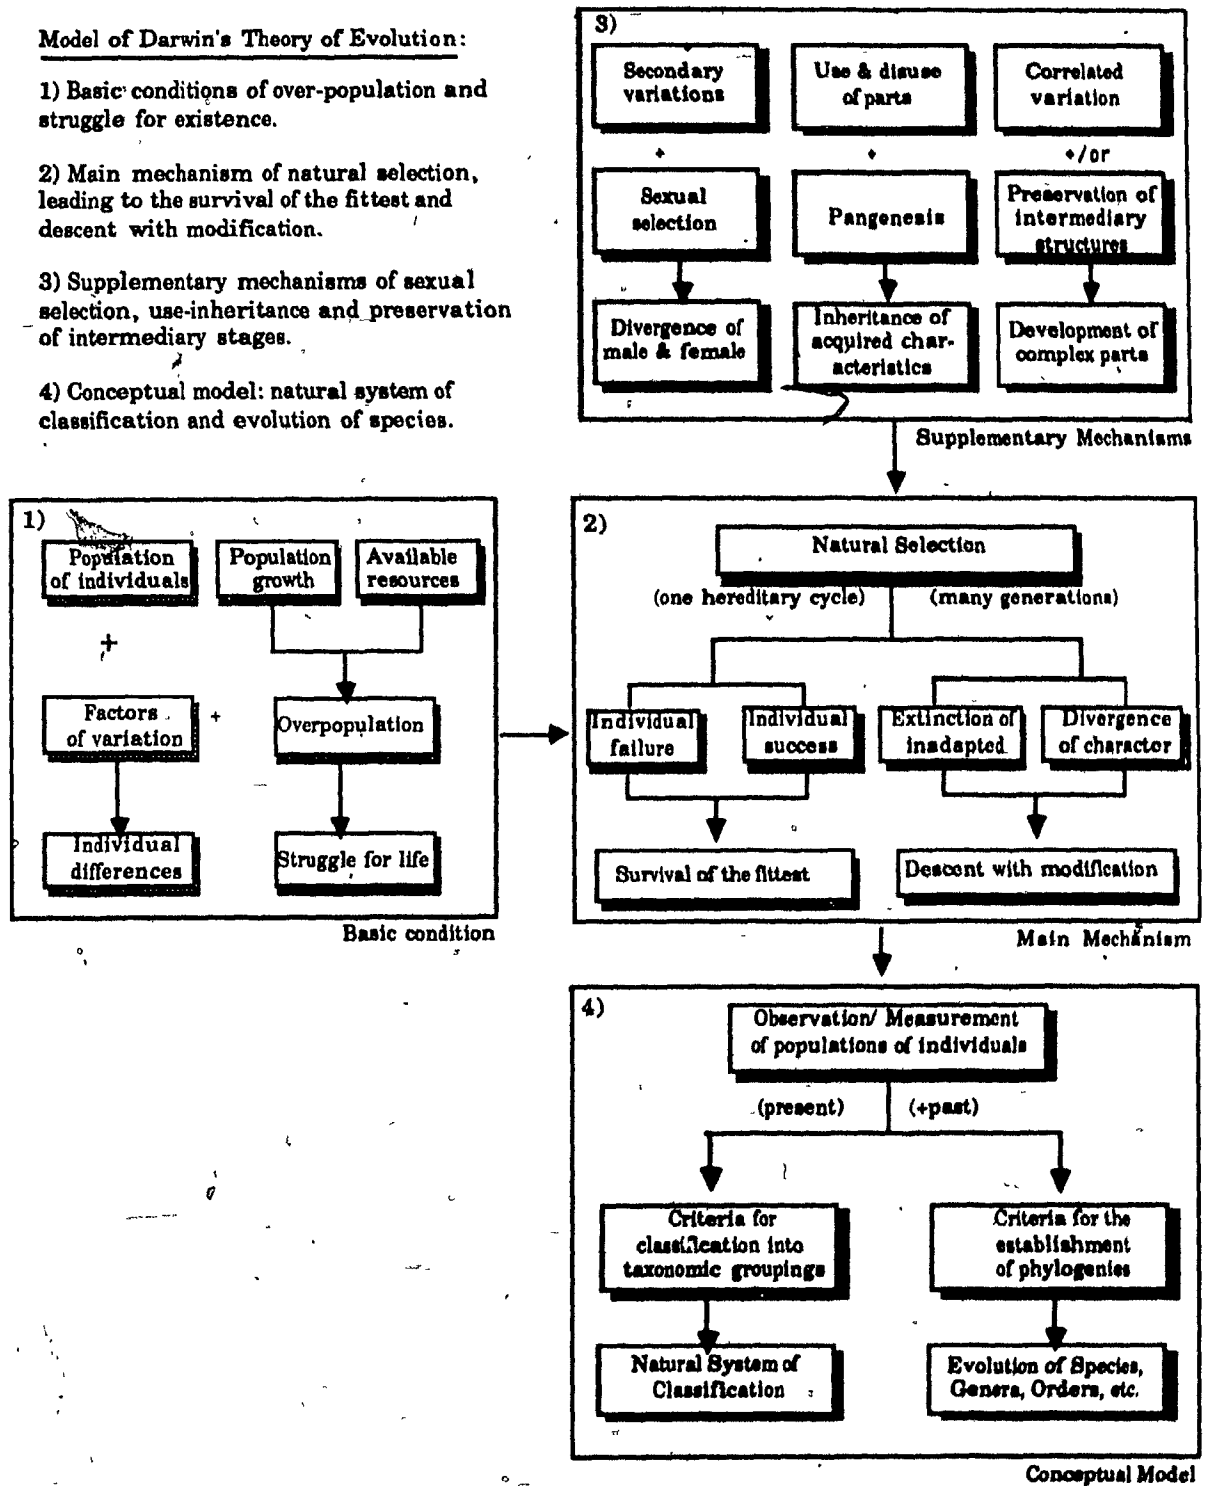 Model of Darwin's Theory of Evolution:
1) Basic conditions of over-population and
struggle for existence.
2) Main mechanism of natural selection,
leading to the survival of the fittest and
descent with modification.
3) Supplementary mechanisms of sexual
selection, use-inheritance and preservation
of intermediary stages.
4) Conceptual model: natural system of
classification and evolution of species.
3)
Secondary
variations
+
Sexual
selection
Divergence of
male & female
Use & disuse
of parts
+
Pangenesis
Inheritance of
acquired char-
acteristics
Correlated
variation
+/or
Preservation of
intermediary
structures
Development of
complex parts
Supplementary Mechanisms
1)
Population
of individuals
+
Factors
of variation
Individual
differences
+
Population
growth
Available
resources
Overpopulation
Struggle for life
Basic condition
2)
Natural Selection
(one hereditary cycle)
(many generations)
Individual
failure
Individual
success
Extinction of
inadapted
Divergence
of character
Survival of the fittest
Descent with modification
Main Mechanism
4)
Observation/ Measurement
of populations of individuals
(present)
(+past)
Criteria for
classification into
taxonomic groupings
Criteria for the
establishment
of phylogenies
Natural System of
Classification
Evolution of Species,
Genera, Orders, etc.
Conceptual Model